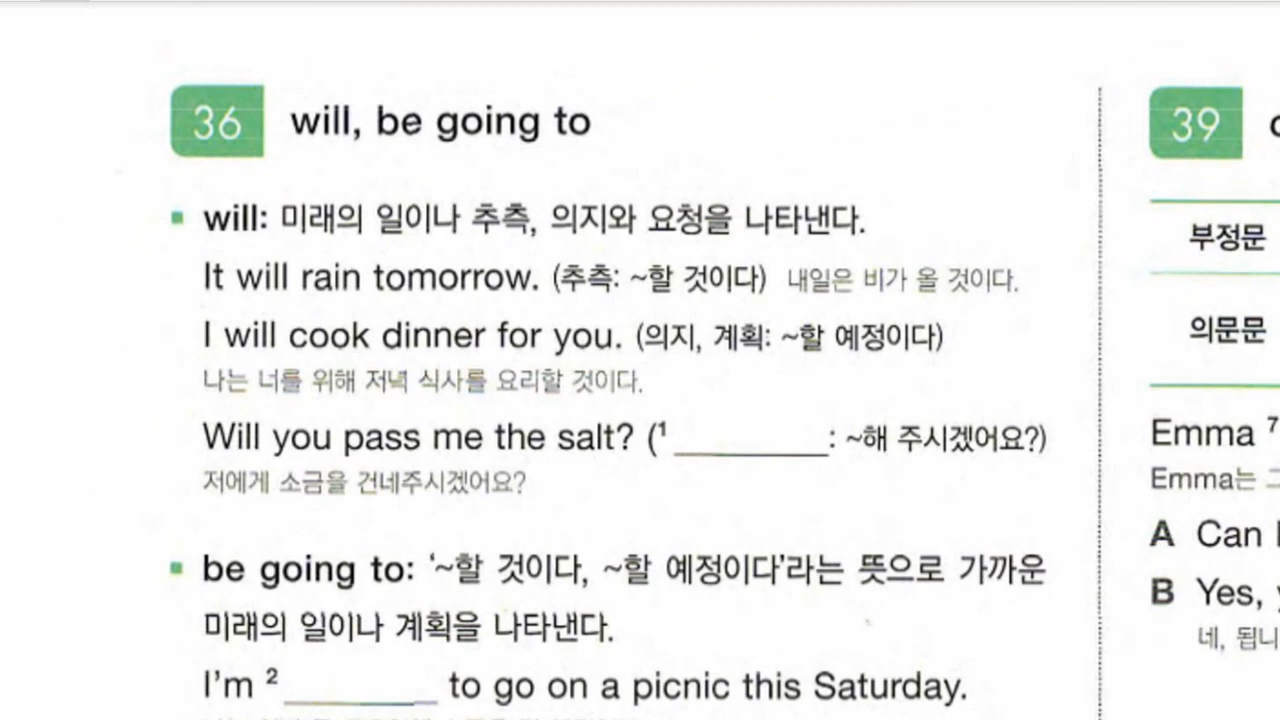 36 will, be going to
will: 미래의 일이나 추측, 의지와 요청을 나타낸다.
It will rain tomorrow. (추측: ~할 것이다) 내일은 비가 올 것이다.
I will cook dinner for you. (의지, 계획: ~할 예정이다)
나는 너를 위해 저녁 식사를 요리할 것이다.
Will you pass me the salt? (¹ ________: ~해 주시겠어요?)
저에게 소금을 건네주시겠어요?
be going to: ‘~할 것이다, ~할 예정이다’라는 뜻으로 가까운
미래의 일이나 계획을 나타낸다.
I'm ² ________ to go on a picnic this Saturday.
39
부정문
의문문
Emma ⁷
Emma는
A Can
B Yes,
네, 됩니